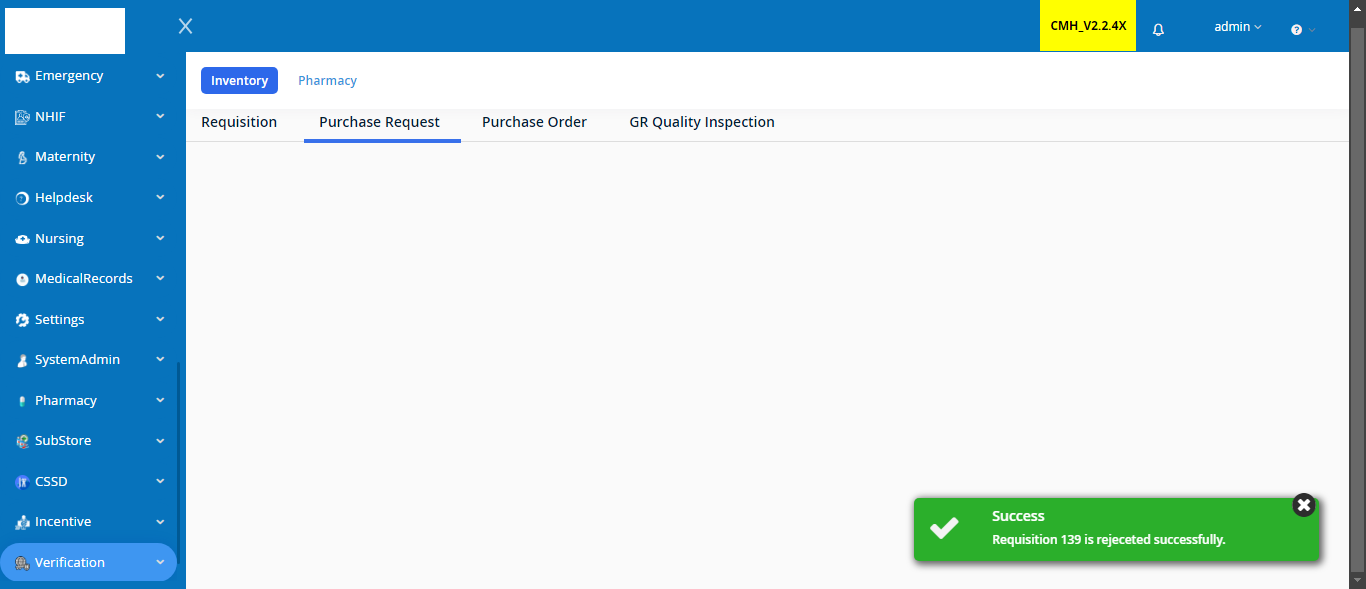 CMH_V2.2.4X
admin
Emergency
NHIF
Maternity
Helpdesk
Nursing
MedicalRecords
Settings
SystemAdmin
Pharmacy
SubStore
CSSD
Incentive
Verification
Inventory Pharmacy
Requisition Purchase Request Purchase Order GR Quality Inspection
Success
Requisition 139 is rejeceted successfully.